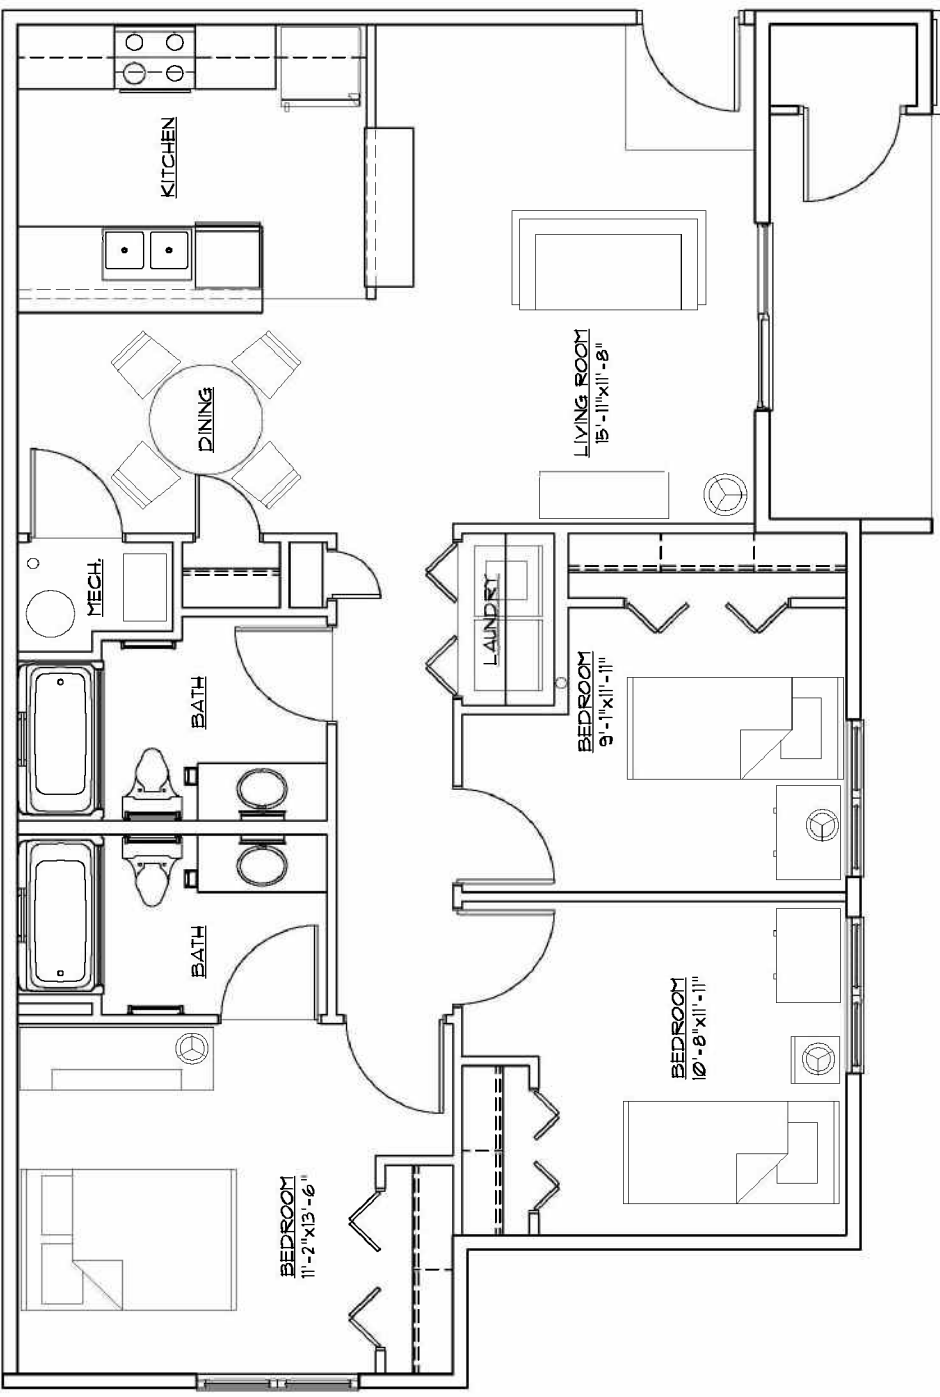 KITCHEN
LIVING ROOM
15'-11"x11'-8"
DINING
MECH.
LAUNDRY
BATH
BEDROOM
9'-1"x11'-11"
BATH
BEDROOM
10'-8"x11'-11"
BEDROOM
11'-2"x13'-6"